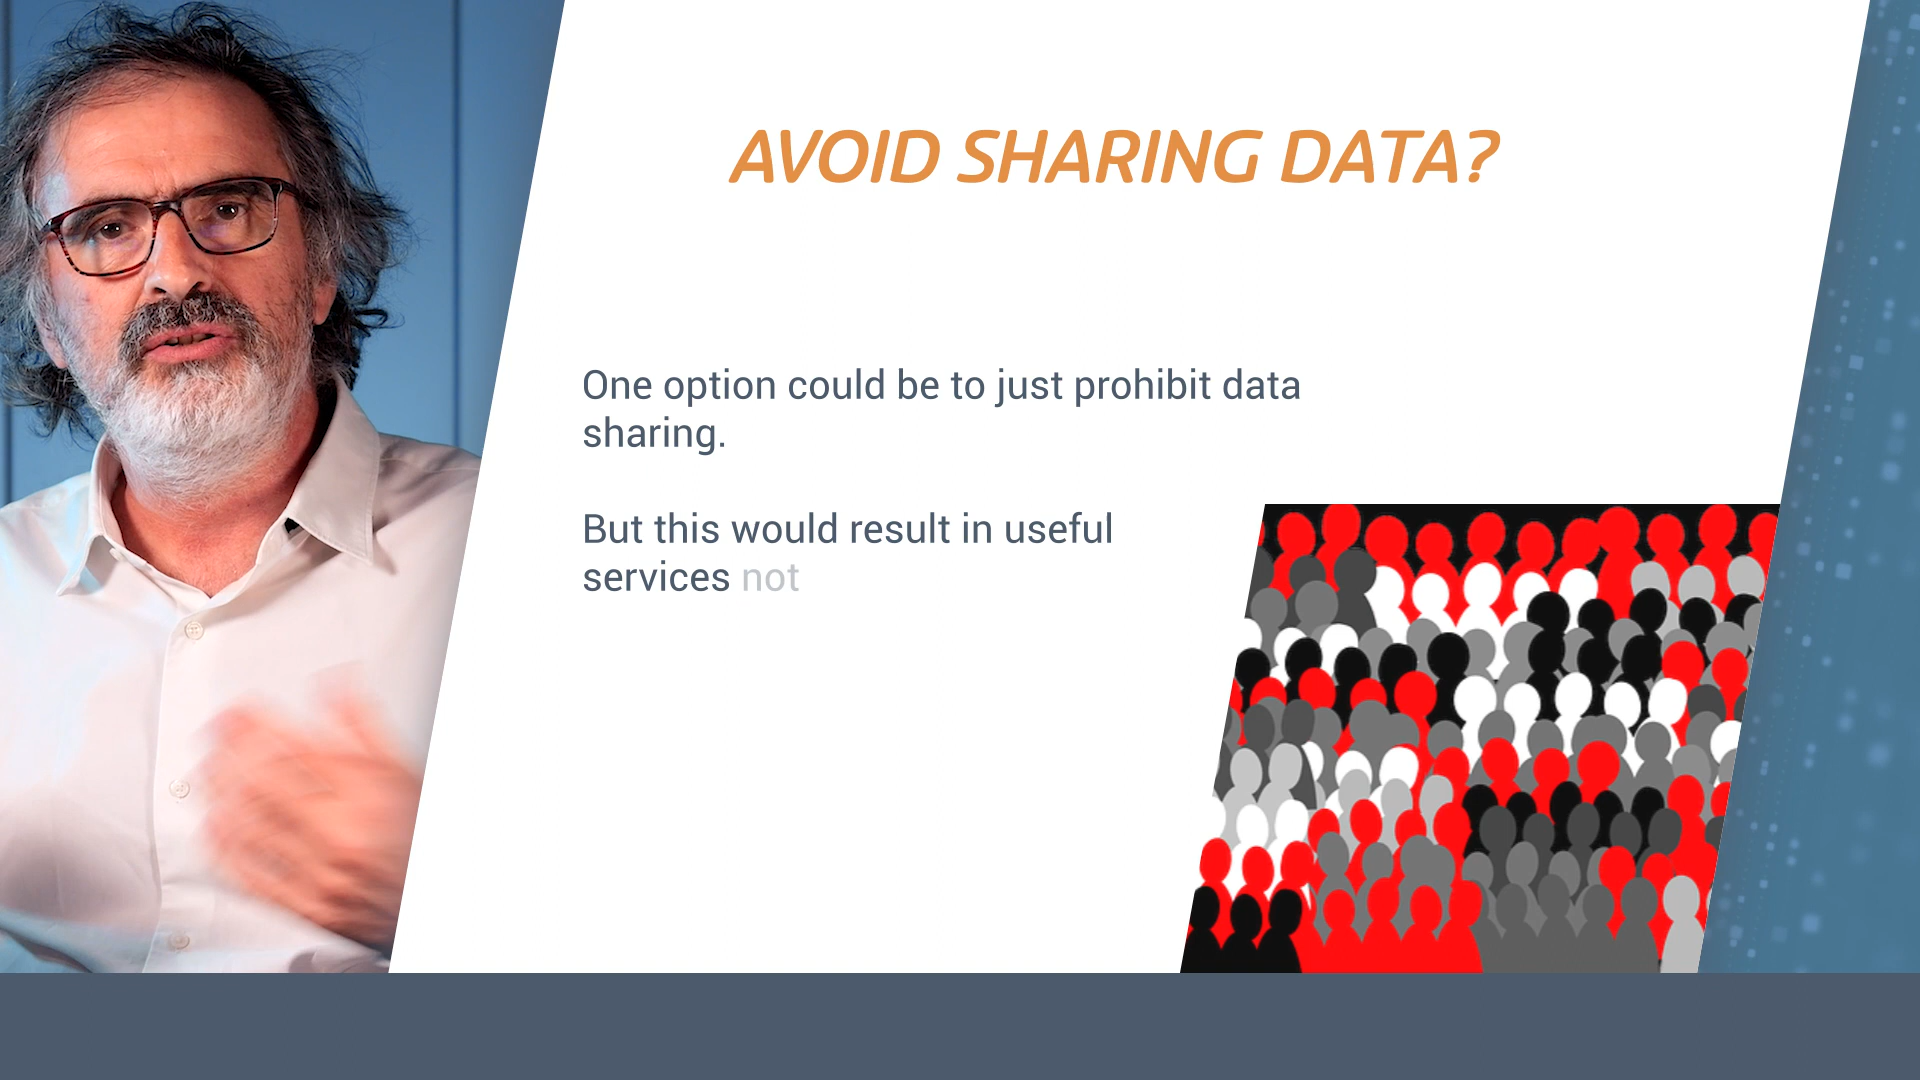 AVOID SHARING DATA?
One option could be to just prohibit data
sharing.
But this would result in useful
services not